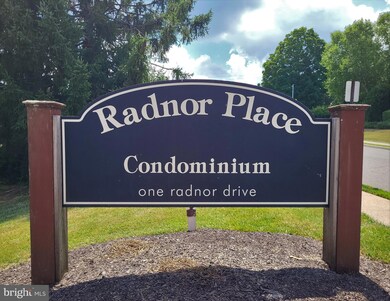 Radnor Place
Condominium
one radnor drive
bright MLS